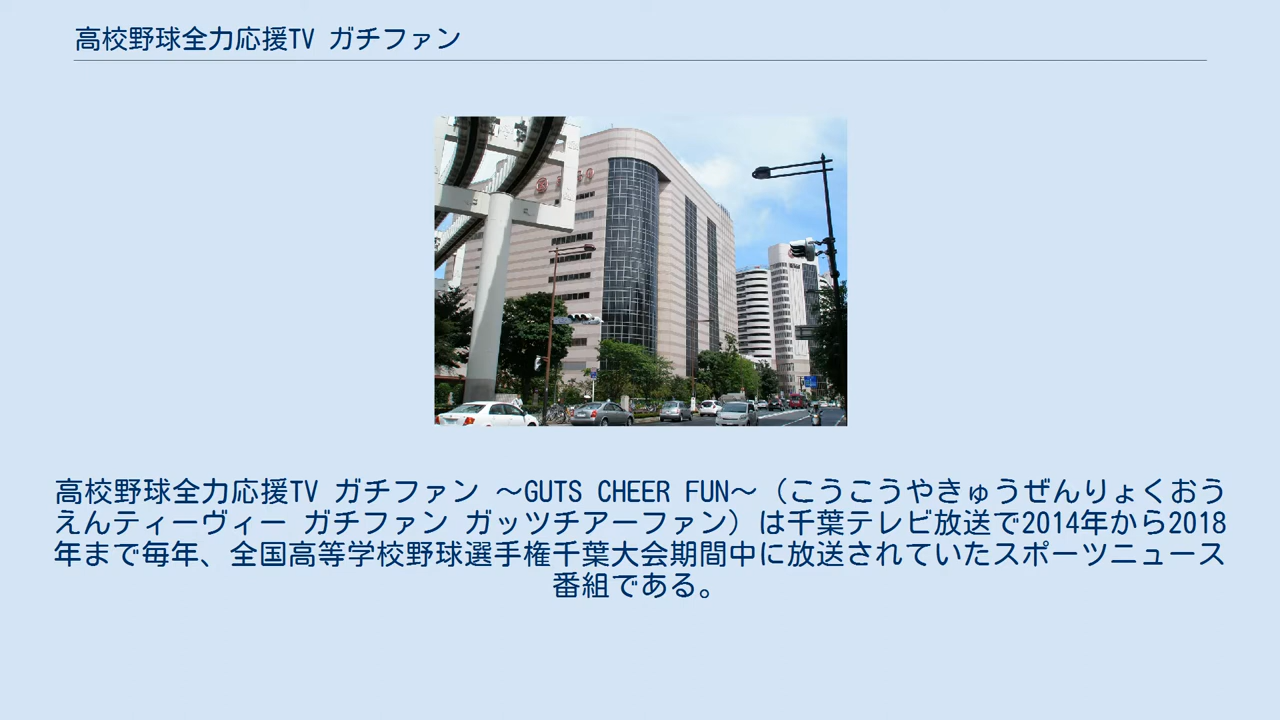 高校野球全力応援TV ガチファン
高校野球全力応援TV ガチファン 〜GUTS CHEER FUN〜（こうこうやきゅうぜんりょくおう
えんティーヴィー ガチファン ガッツチアーファン）は千葉テレビ放送で2014年から2018
年まで毎年、全国高等学校野球選手権千葉大会期間中に放送されていたスポーツニュース
番組である。